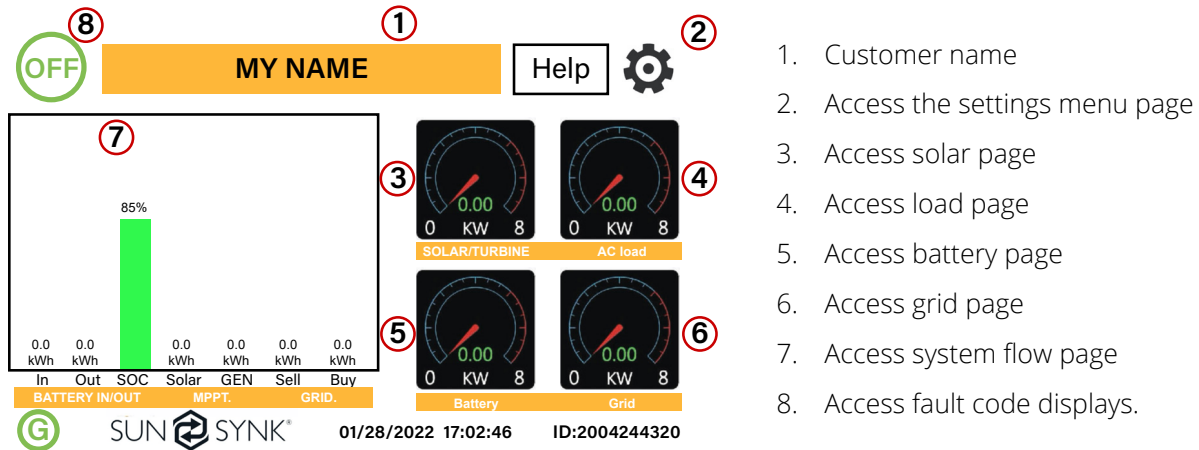 8
1
2
OFF
MY NAME
Help
7
3
4
85%
0.00
0 KW 8
0.00
0 KW 8
SOLAR/TURBINE
AC load
5
6
0.0 0.0 0.0 0.0 0.0 0.0
kWh kWh kWh kWh kWh kWh
In Out SOC Solar GEN Sell Buy
BATTERY IN/OUT MPPT. GRID.
0.00
0 KW 8
0.00
0 KW 8
Battery
Grid
G
SUN SYNK®
01/28/2022 17:02:46
ID:2004244320
1. Customer name
2. Access the settings menu page
3. Access solar page
4. Access load page
5. Access battery page
6. Access grid page
7. Access system flow page
8. Access fault code displays.